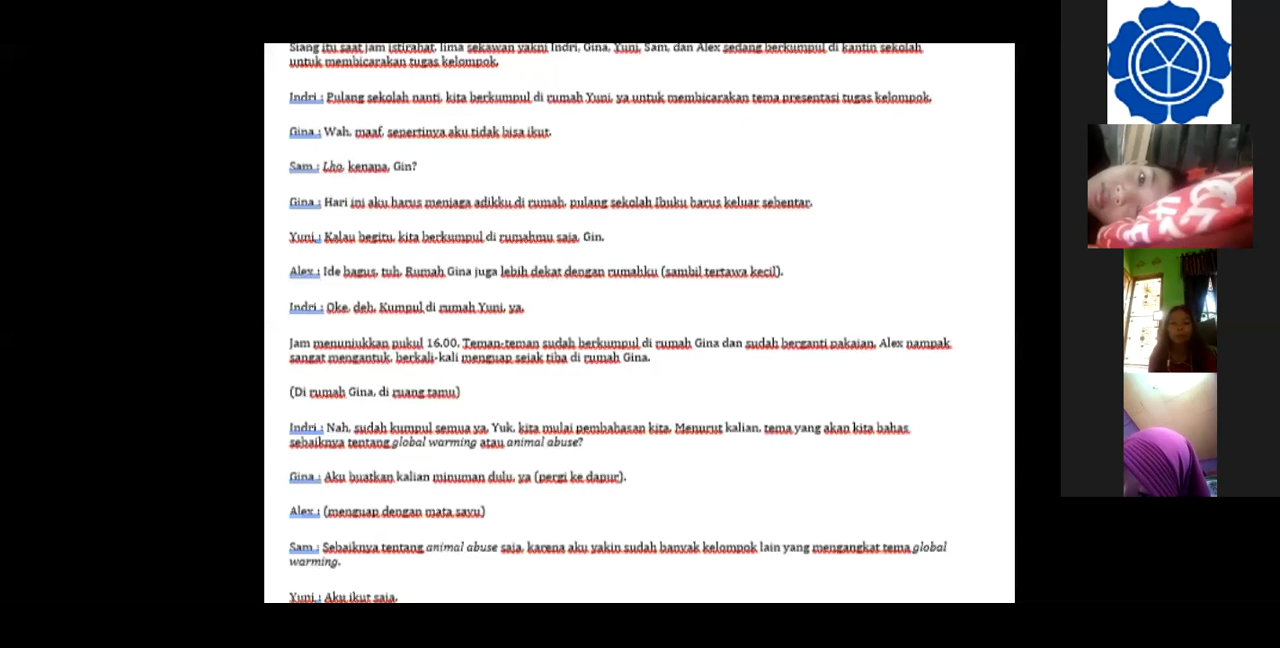 Siang itu saat jam istirahat, lima sekawan yakni Indri, Gina, Yuni, Sam, dan Alex sedang berkumpul di kantin sekolah
untuk membicarakan tugas kelompok.
Indri : Pulang sekolah nanti, kita berkumpul di rumah Yuni, ya untuk membicarakan tema presentasi tugas kelompok.
Gina : Wah, maaf, sepertinya aku tidak bisa ikut.
Sam : Lho, kenapa, Gin?
Gina : Hari ini aku harus menjaga adikku di rumah, pulang sekolah Ibuku harus keluar sebentar.
Yuni : Kalau begitu, kita berkumpul di rumahmu saja, Gin.
Alex : Ide bagus, tuh. Rumah Gina juga lebih dekat dengan rumahku (sambil tertawa kecil).
Indri : Oke, deh. Kumpul di rumah Yuni, ya.
Jam menunjukkan pukul 16.00. Teman-teman sudah berkumpul di rumah Gina dan sudah berganti pakaian. Alex nampak
sangat mengantuk, berkali-kali menguap sejak tiba di rumah Gina.
(Di rumah Gina, di ruang tamu)
Indri : Nah, sudah kumpul semua ya. Yuk, kita mulai pembahasan kita. Menurut kalian, tema yang akan kita bahas
sebaiknya tentang global warming atau animal abuse?
Gina : Aku buatkan kalian minuman dulu, ya (pergi ke dapur).
Alex : (menguap dengan mata sayu)
Sam : Sebaiknya tentang animal abuse saja, karena aku yakin sudah banyak kelompok lain yang mengangkat tema global
warming.
Yuni : Aku ikut saja.